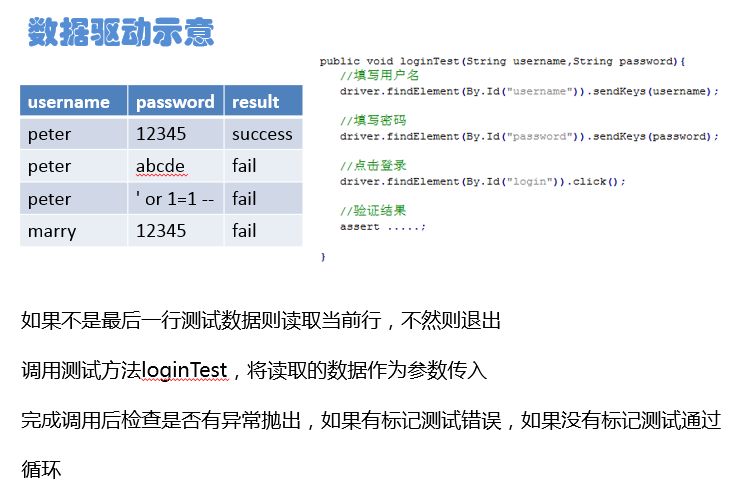 数据驱动示意
username password result
peter 12345 success
peter abcde fail
peter ' or 1=1 -- fail
marry 12345 fail
public void loginTest(String username,String password){
//填写用户名
driver.findElement(By.Id("username")).sendKeys(username);
//填写密码
driver.findElement(By.Id("password")).sendKeys(password);
//点击登录
driver.findElement(By.Id("login")).click();
//验证结果
assert .....;
}
如果不是最后一行测试数据则读取当前行，不然则退出
调用测试方法loginTest，将读取的数据作为参数传入
完成调用后检查是否有异常抛出，如果有标记测试错误，如果没有标记测试通过
循环